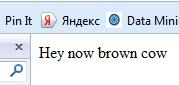 Pin It Яндекс Data Mini
Hey now brown cow